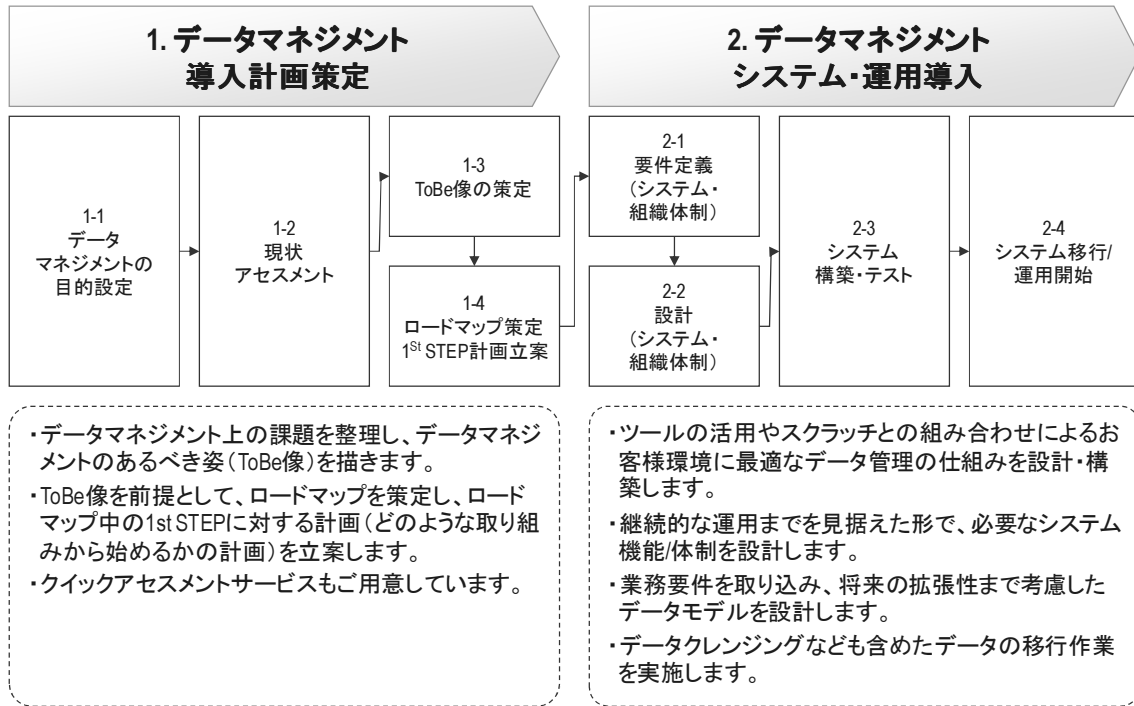 1. データマネジメント
導入計画策定
2. データマネジメント
システム・運用導入
1-1
データ
マネジメントの
目的設定
1-2
現状
アセスメント
1-3
ToBe像の策定
1-4
ロードマップ策定
1St STEP計画立案
2-1
要件定義
(システム・
組織体制)
2-2
設計
(システム・
組織体制)
2-3
システム
構築・テスト
2-4
システム移行/
運用開始
・データマネジメント上の課題を整理し、データマネジ
メントのあるべき姿(ToBe像)を描きます。
・ToBe像を前提として、ロードマップを策定し、ロード
マップ中の1st STEPに対する計画(どのような取り組
みから始めるかの計画)を立案します。
・クイックアセスメントサービスもご用意しています。
・ツールの活用やスクラッチとの組み合わせによるお
客様環境に最適なデータ管理の仕組みを設計・構
築します。
・継続的な運用までを見据えた形で、必要なシステム
機能/体制を設計します。
・業務要件を取り込み、将来の拡張性まで考慮した
データモデルを設計します。
・データクレンジングなども含めたデータの移行作業
を実施します。